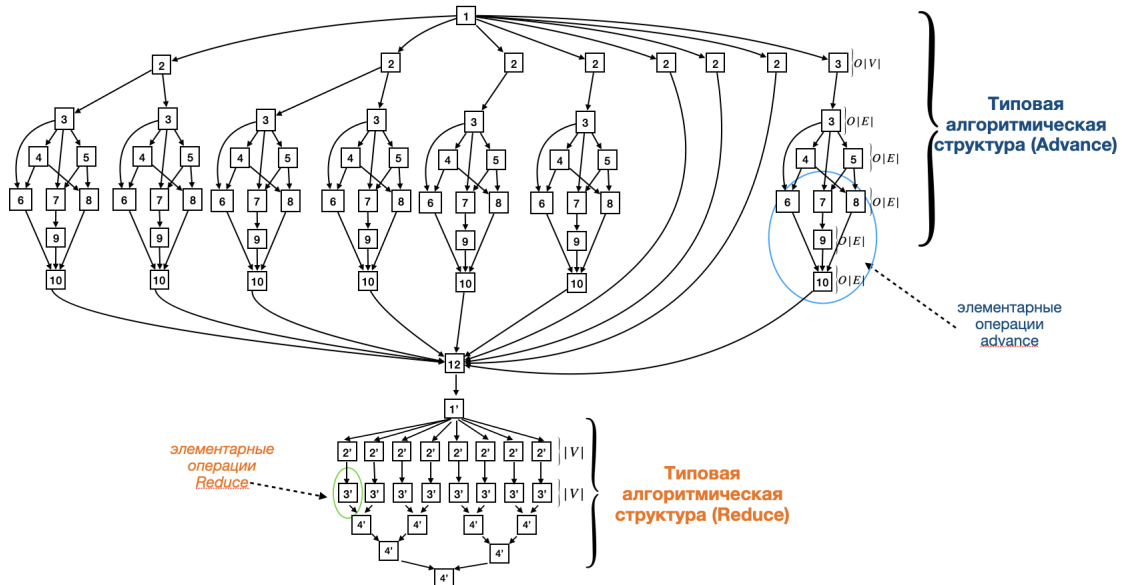 1
2 2 2 2 2 2 2 3 O|V|
Типовая
алгоритмическая
структура (Advance)
3 3 3 3 3 3 3 O|E|
4 5 4 5 4 5 4 5 4 5 4 5 4 5 O|E|
6 7 8 6 7 8 6 7 8 6 7 8 6 7 8 6 7 8 6 7 8 O|E|
9 9 9 9 9 9 9 O|E|
10 10 10 10 10 10 10 O|E|
элементарные
операции
advance
12
1'
элементарные
операции
Reduce
2' 2' 2' 2' 2' 2' 2' 2' |V|
3' 3' 3' 3' 3' 3' 3' 3' |V|
Типовая
алгоритмическая
структура (Reduce)
4' 4' 4' 4'
4' 4'
4'